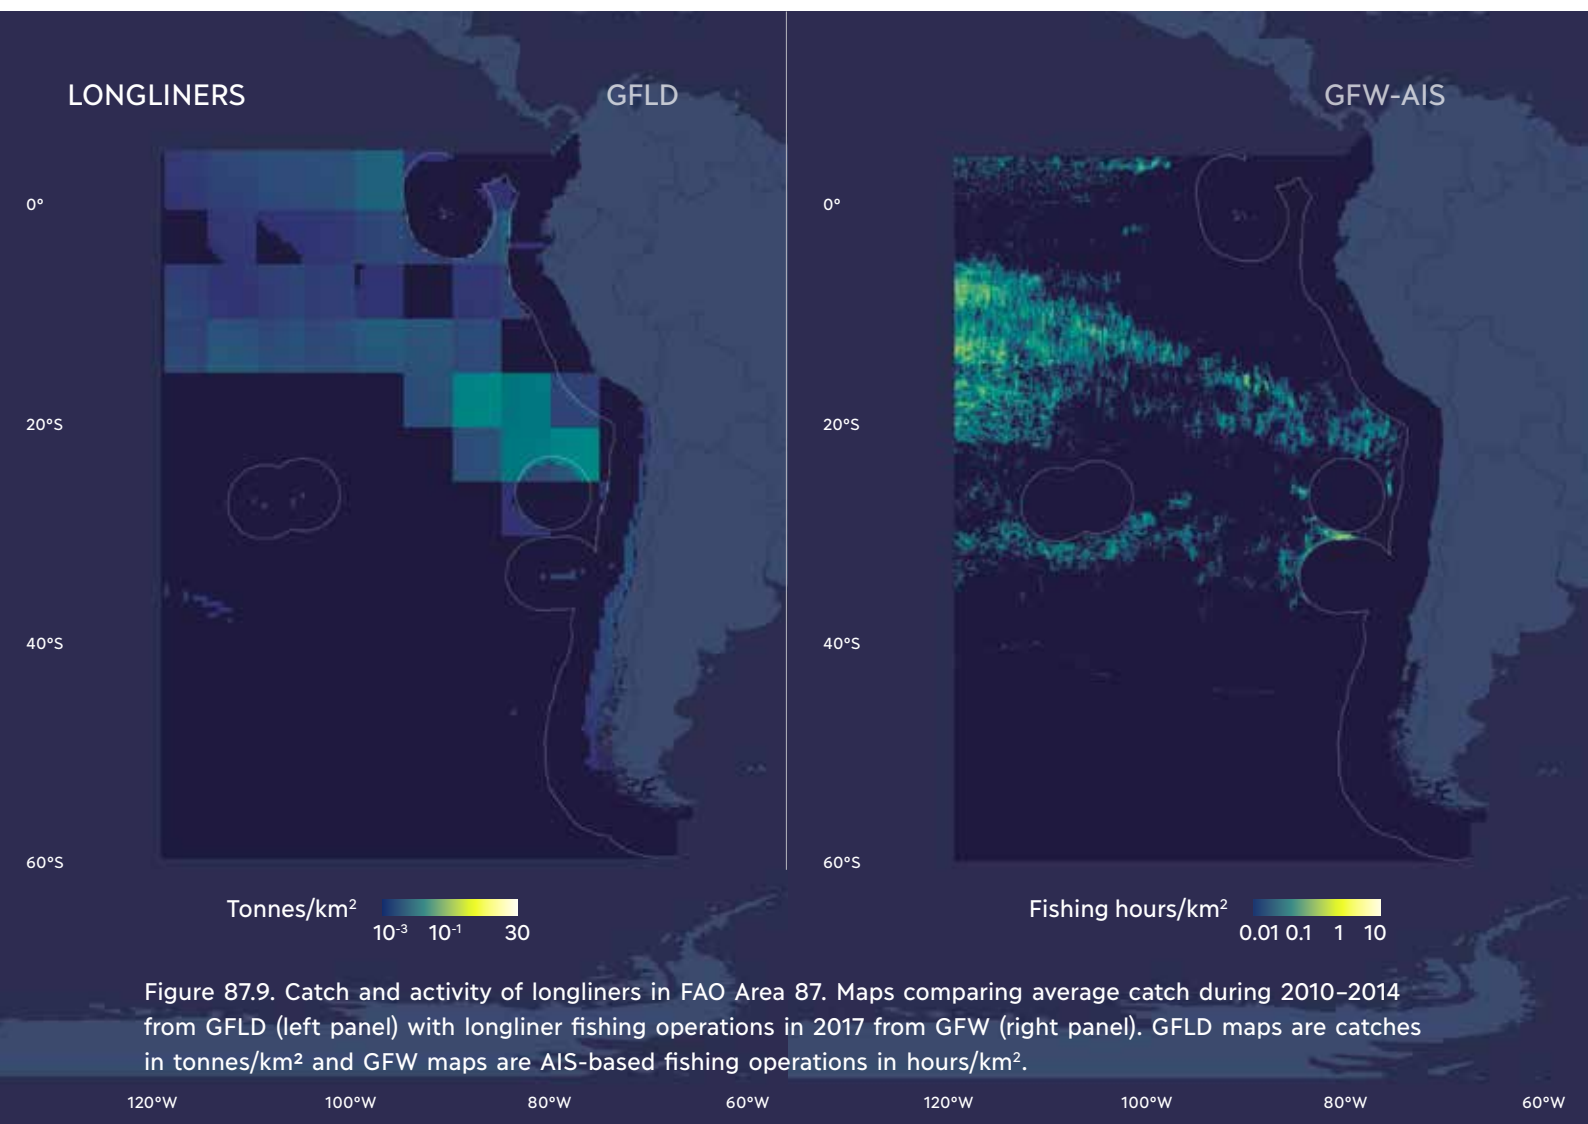 LONGLINERS
GFLD
GFW-AIS
0°
20°S
40°S
60°S
0°
20°S
40°S
60°S
Tonnes/km²
10⁻³ 10⁻¹ 30
Fishing hours/km²
0.01 0.1 1 10
Figure 87.9. Catch and activity of longliners in FAO Area 87. Maps comparing average catch during 2010–2014
from GFLD (left panel) with longliner fishing operations in 2017 from GFW (right panel). GFLD maps are catches
in tonnes/km² and GFW maps are AIS-based fishing operations in hours/km².
120°W 100°W 80°W 60°W 120°W 100°W 80°W 60°W